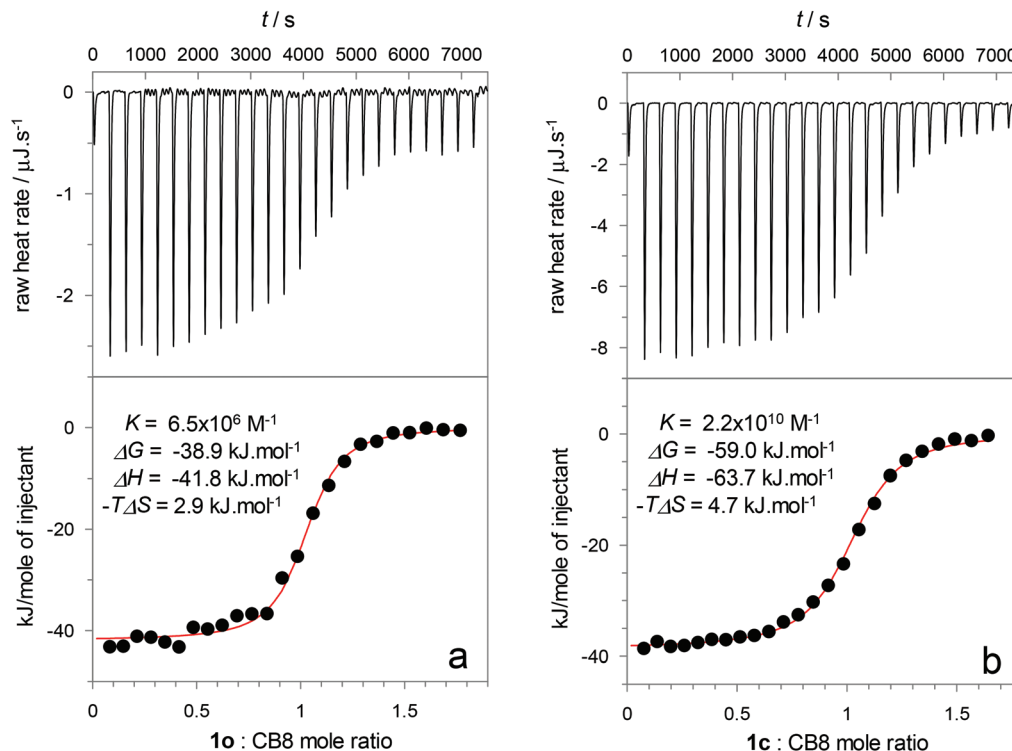 t / s
0 1000 2000 3000 4000 5000 6000 7000
0
-1
-2
raw heat rate / μJ.s⁻¹
K = 6.5x10⁶ M⁻¹
ΔG = -38.9 kJ.mol⁻¹
ΔH = -41.8 kJ.mol⁻¹
-TΔS = 2.9 kJ.mol⁻¹
0
-20
-40
kJ/mole of injectant
a
0 0.5 1 1.5
1o : CB8 mole ratio
t / s
0 1000 2000 3000 4000 5000 6000
0
-2
-4
-6
-8
raw heat rate / μJ.s⁻¹
K = 2.2x10¹⁰ M⁻¹
ΔG = -59.0 kJ.mol⁻¹
ΔH = -63.7 kJ.mol⁻¹
-TΔS = 4.7 kJ.mol⁻¹
0
-20
-40
kJ/mole of injectant
b
0 0.5 1 1.5
1c : CB8 mole ratio